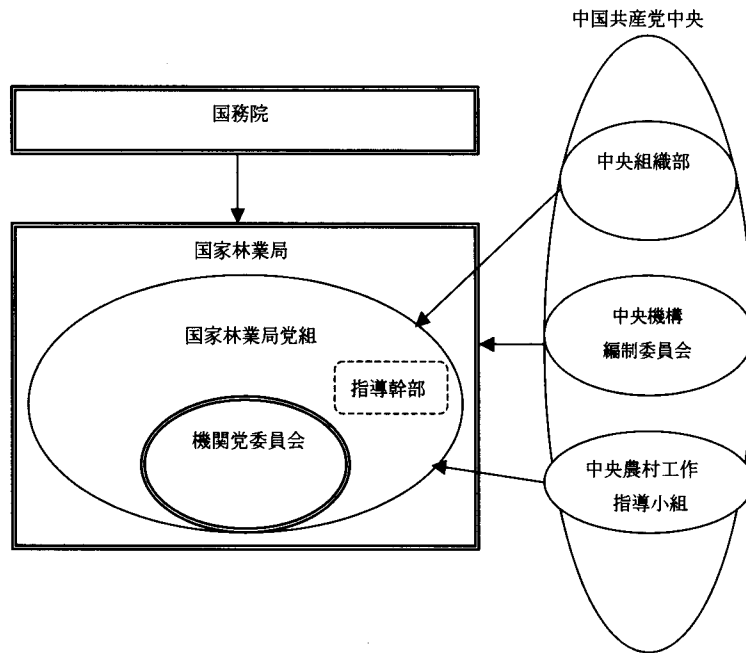 中国共産党中央
国務院
中央組織部
国家林業局
国家林業局党組
指導幹部
機関党委員会
中央機構
編制委員会
中央農村工作
指導小組